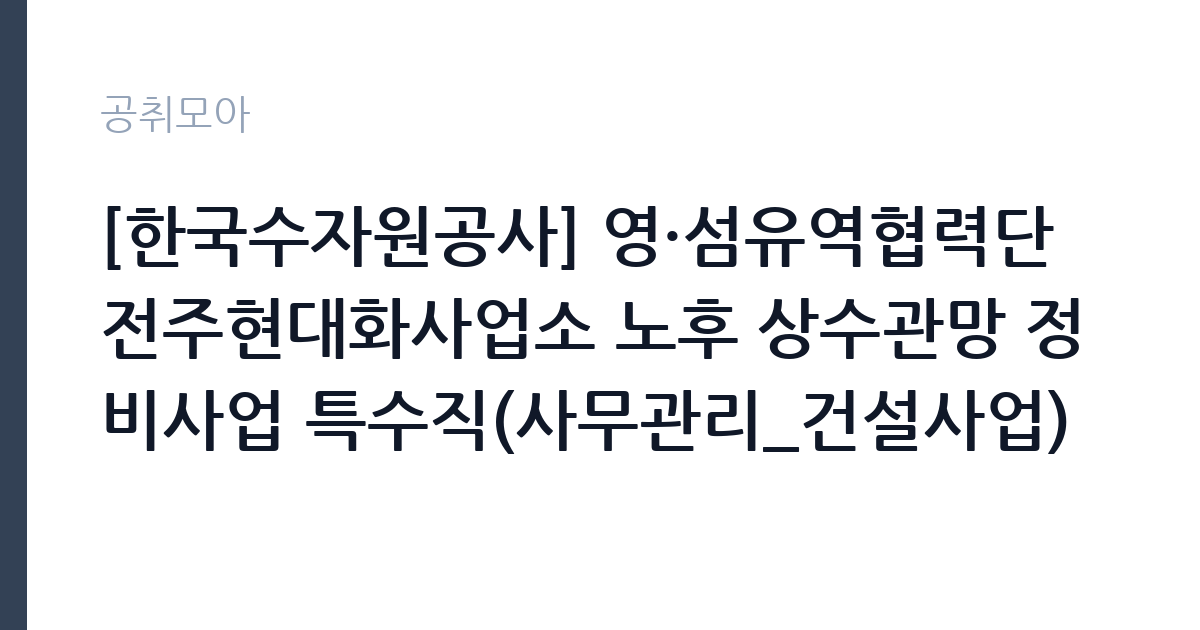 공취모아
[한국수자원공사] 영·섬유역협력단
전주현대화사업소 노후 상수관망 정
비사업 특수직(사무관리_건설사업)